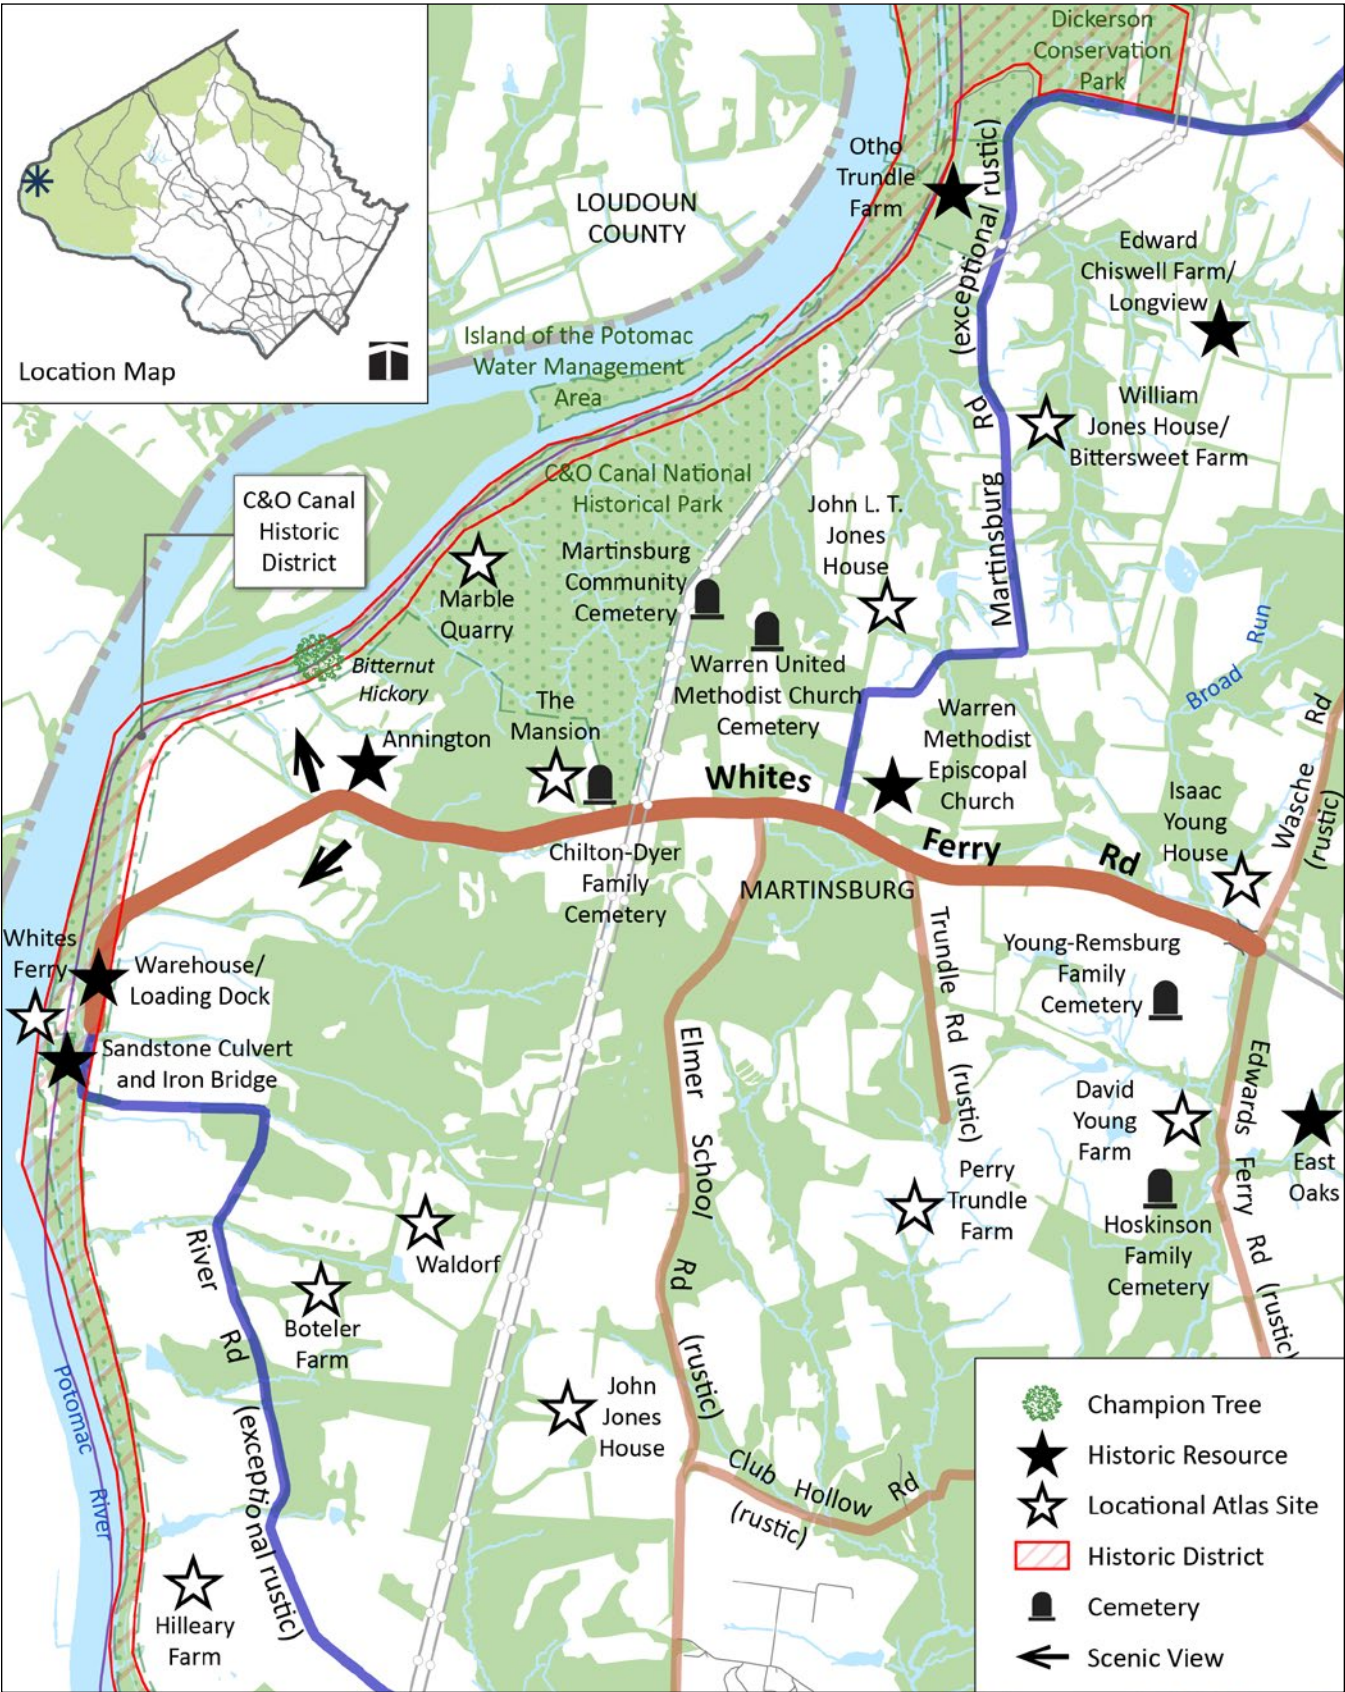 Location Map
Dickerson
Conservation
Park
LOUDOUN
COUNTY
Otho
Trundle
Farm
Martinsburg Rd (exceptional rustic)
Edward
Chiswell Farm/
Longview
Island of the Potomac
Water Management
Area
William
Jones House/
Bittersweet Farm
C&O Canal National
Historical Park
C&O Canal
Historic
District
John L. T.
Jones
House
Martinsburg
Community
Cemetery
Marble
Quarry
Warren United
Methodist Church
Cemetery
Bitternut
Hickory
Broad Run
The
Mansion
Annington
Warren
Methodist
Episcopal
Church
Whites Ferry Rd
Isaac
Young
House
Wasche Rd
(rustic)
Chilton-Dyer
Family
Cemetery
MARTINSBURG
Whites
Ferry
Warehouse/
Loading Dock
Trundle Rd (rustic)
Young-Remsburg
Family
Cemetery
Sandstone Culvert
and Iron Bridge
Elmer School Rd (rustic)
David
Young
Farm
Edwards Ferry Rd (rustic)
East
Oaks
Perry
Trundle
Farm
Hoskinson
Family
Cemetery
River Rd (exceptional rustic)
Waldorf
Boteler
Farm
Potomac River
John
Jones
House
Club Hollow Rd
(rustic)
Hilleary
Farm
Champion Tree
Historic Resource
Locational Atlas Site
Historic District
Cemetery
Scenic View